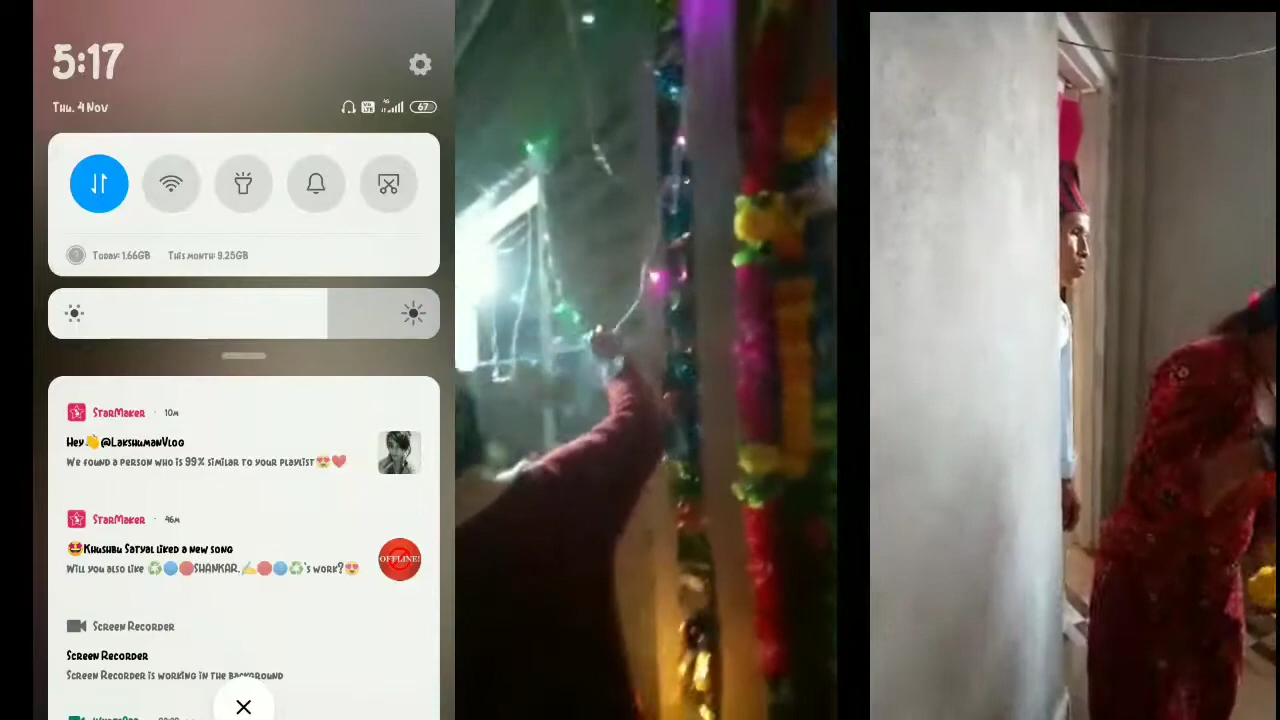 5:17
Thu. 4 Nov
67
Today: 1.66GB This month: 9.25GB
StarMaker · 10m
Hey 👋@LakshumanVlog
We found a person who is 99% similar to your playlist😍❤️
StarMaker · 46m
🤩Khushbu Satyal liked a new song
OFFLINE!
Will you also like ♻️🔵🔴SHANKAR.✍️🔴🔵♻️'s work?😍
Screen Recorder
Screen Recorder
Screen Recorder is working in the background